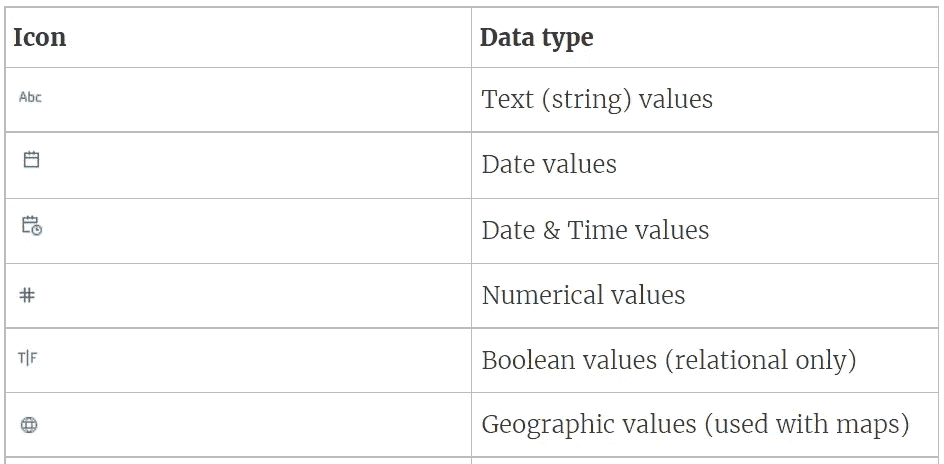 Icon Data type
Abc Text (string) values
Date values
Date & Time values
# Numerical values
T|F Boolean values (relational only)
Geographic values (used with maps)